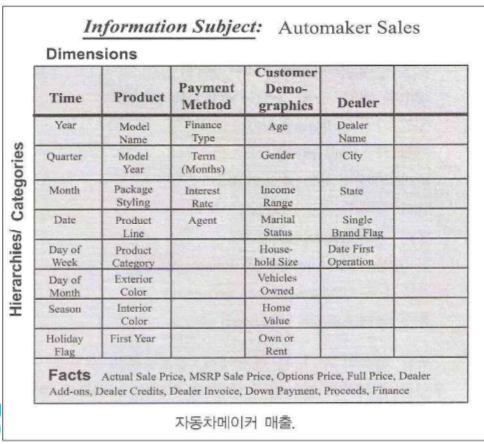 Information Subject: Automaker Sales
Dimensions
Hierarchies/ Categories
Time Product Payment Method Customer Demo-graphics Dealer
Year Model Name Finance Type Age Dealer Name
Quarter Model Year Term (Months) Gender City
Month Package Styling Interest Rate Income Range State
Date Product Line Agent Marital Status Single Brand Flag
Day of Week Product Category House-hold Size Date First Operation
Day of Month Exterior Color Vehicles Owned
Season Interior Color Home Value
Holiday Flag First Year Own or Rent
Facts Actual Sale Price, MSRP Sale Price, Options Price, Full Price, Dealer
Add-ons, Dealer Credits, Dealer Invoice, Down Payment, Proceeds, Finance
자동차메이커 매출.